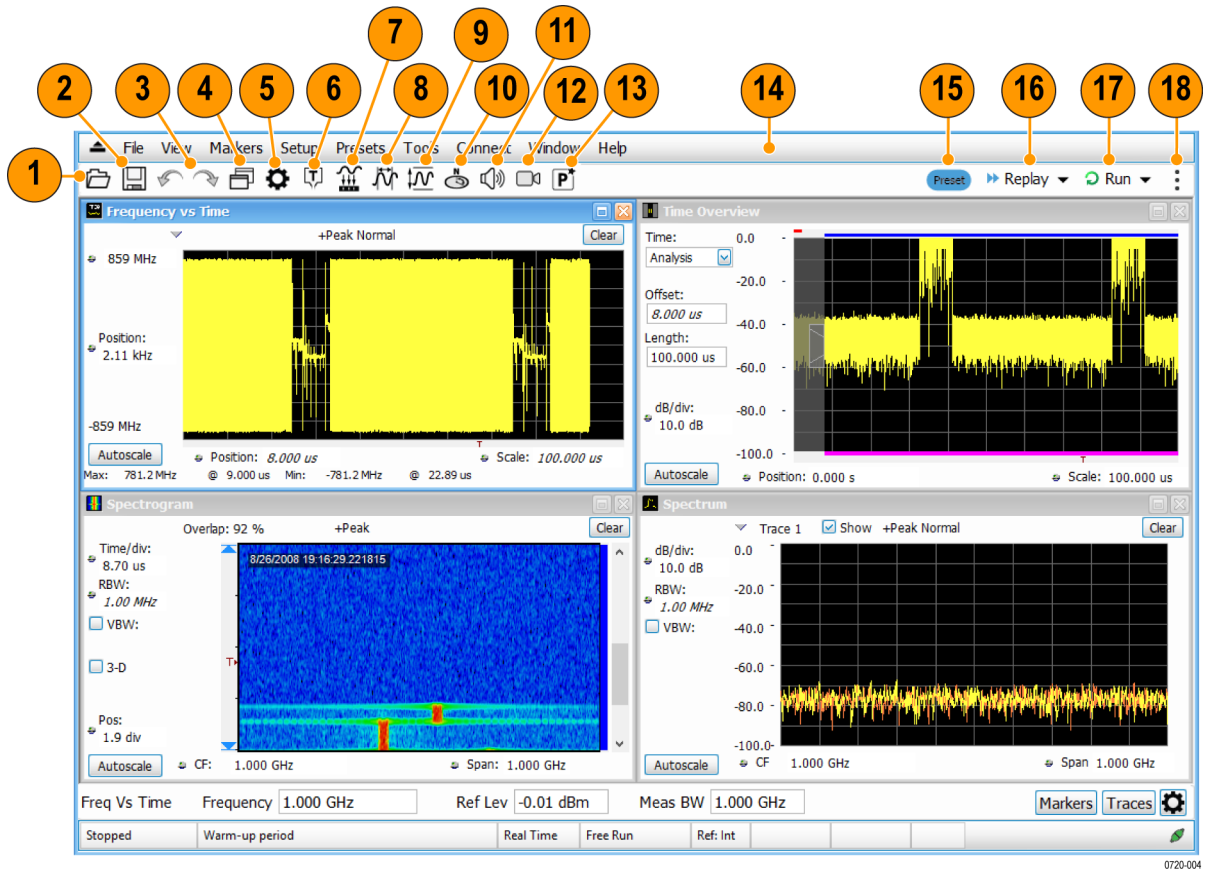 7
9
11
2
3
4
5
6
8
10
12
13
14
15
16
17
18
1
File View Markers Setup Presets Tools Connect Window Help
T
N
P
Preset Replay Run
Frequency vs Time
+Peak Normal
Clear
859 MHz
Position:
2.11 kHz
-859 MHz
Autoscale
T
Position: 8.000 us
Scale: 100.000 us
Max: 781.2 MHz @ 9.000 us Min: -781.2 MHz @ 22.89 us
Time Overview
Time:
Analysis
Offset:
8.000 us
Length:
100.000 us
dB/div:
10.0 dB
Autoscale
0.0
-20.0
-40.0
-60.0
-80.0
-100.0
T
Position: 0.000 s
Scale: 100.000 us
Spectrogram
Overlap: 92 %
+Peak
Clear
Time/div:
8.70 us
RBW:
1.00 MHz
VBW:
3-D
Pos:
1.9 div
Autoscale
8/26/2008 19:16:29.221815
T
CF: 1.000 GHz
Span: 1.000 GHz
Spectrum
Trace 1 Show +Peak Normal
Clear
dB/div:
10.0 dB
RBW:
1.00 MHz
VBW:
Autoscale
0.0
-20.0
-40.0
-60.0
-80.0
-100.0
CF 1.000 GHz
Span 1.000 GHz
Freq Vs Time Frequency 1.000 GHz Ref Lev -0.01 dBm Meas BW 1.000 GHz Markers Traces
Stopped Warm-up period Real Time Free Run Ref: Int
0720-004